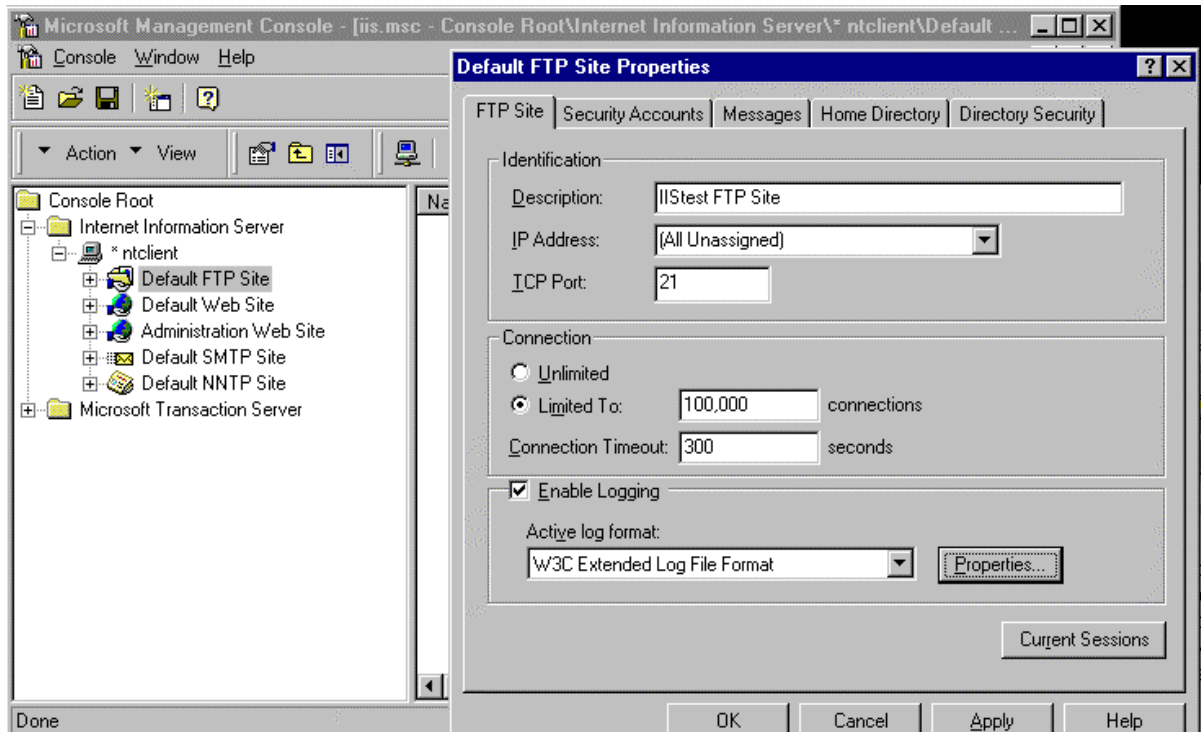 Microsoft Management Console - [iis.msc - Console Root\Internet Information Server\* ntclient\Default ...
Console Window Help
Action View
Console Root
Internet Information Server
* ntclient
Default FTP Site
Default Web Site
Administration Web Site
Default SMTP Site
Default NNTP Site
Microsoft Transaction Server
Na
Done
Default FTP Site Properties
FTP Site Security Accounts Messages Home Directory Directory Security
Identification
Description: IIStest FTP Site
IP Address: (All Unassigned)
TCP Port: 21
Connection
Unlimited
Limited To: 100,000 connections
Connection Timeout: 300 seconds
Enable Logging
Active log format:
W3C Extended Log File Format Properties...
Current Sessions
OK Cancel Apply Help